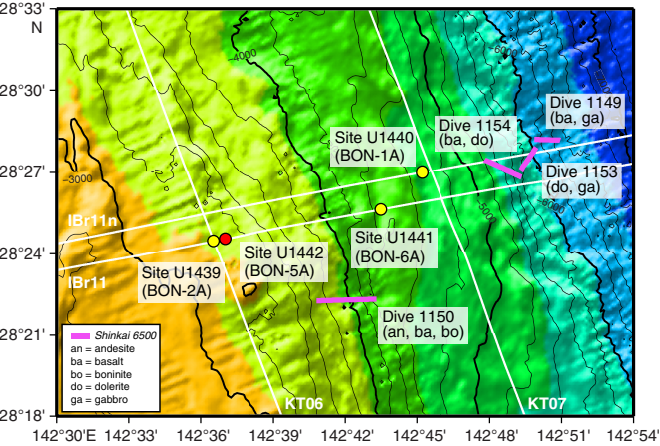 28°33'
N
28°30'
28°27'
28°24'
28°21'
28°18'
142°30'E
142°33'
142°36'
142°39'
142°42'
142°45'
142°48'
142°51'
142°54'
−4000
−6000
−3000
−5000
−6000
Dive 1149
(ba, ga)
Dive 1154
(ba, do)
Site U1440
(BON-1A)
Dive 1153
(do, ga)
IBr11n
IBr11
Site U1439
(BON-2A)
Site U1442
(BON-5A)
Site U1441
(BON-6A)
Dive 1150
(an, ba, bo)
Shinkai 6500
an = andesite
ba = basalt
bo = boninite
do = dolerite
ga = gabbro
KT06
KT07